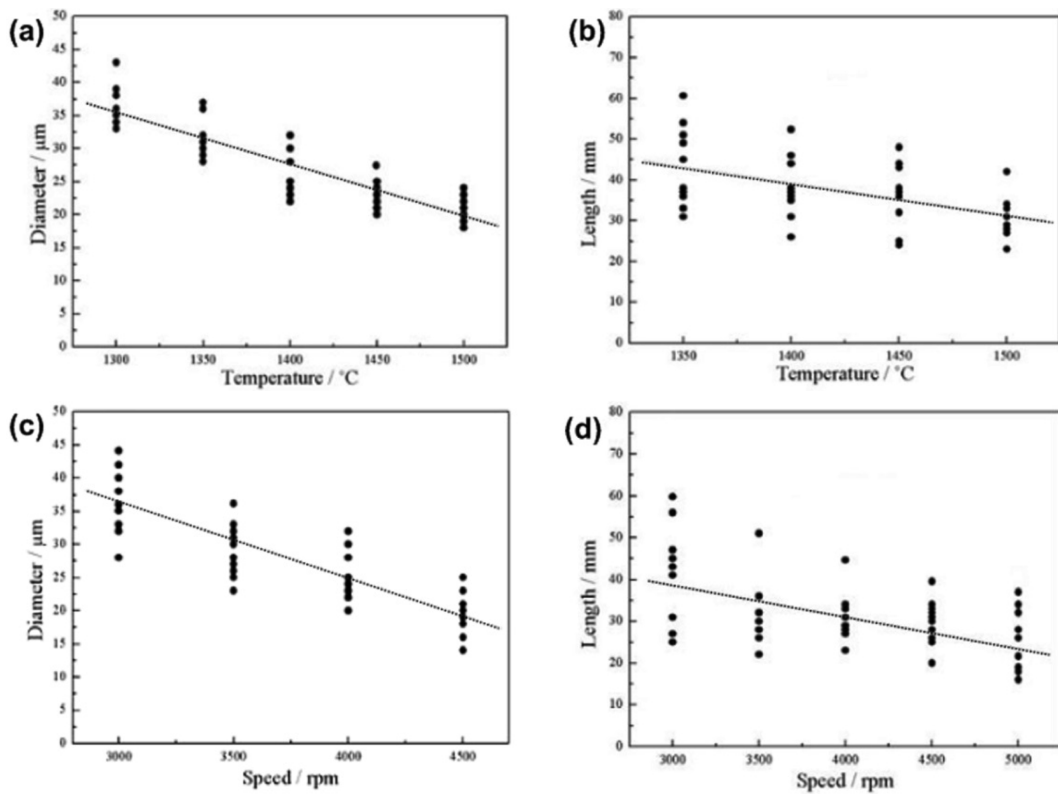 (a)
50
45
40
35
30
25
20
15
10
5
0
Diameter / μm
1300 1350 1400 1450 1500
Temperature / °C
(b)
80
70
60
50
40
30
20
10
0
Length / mm
1350 1400 1450 1500
Temperature / °C
(c)
50
45
40
35
30
25
20
15
10
5
0
Diameter / μm
3000 3500 4000 4500
Speed / rpm
(d)
80
70
60
50
40
30
20
10
0
Length / mm
3000 3500 4000 4500 5000
Speed / rpm